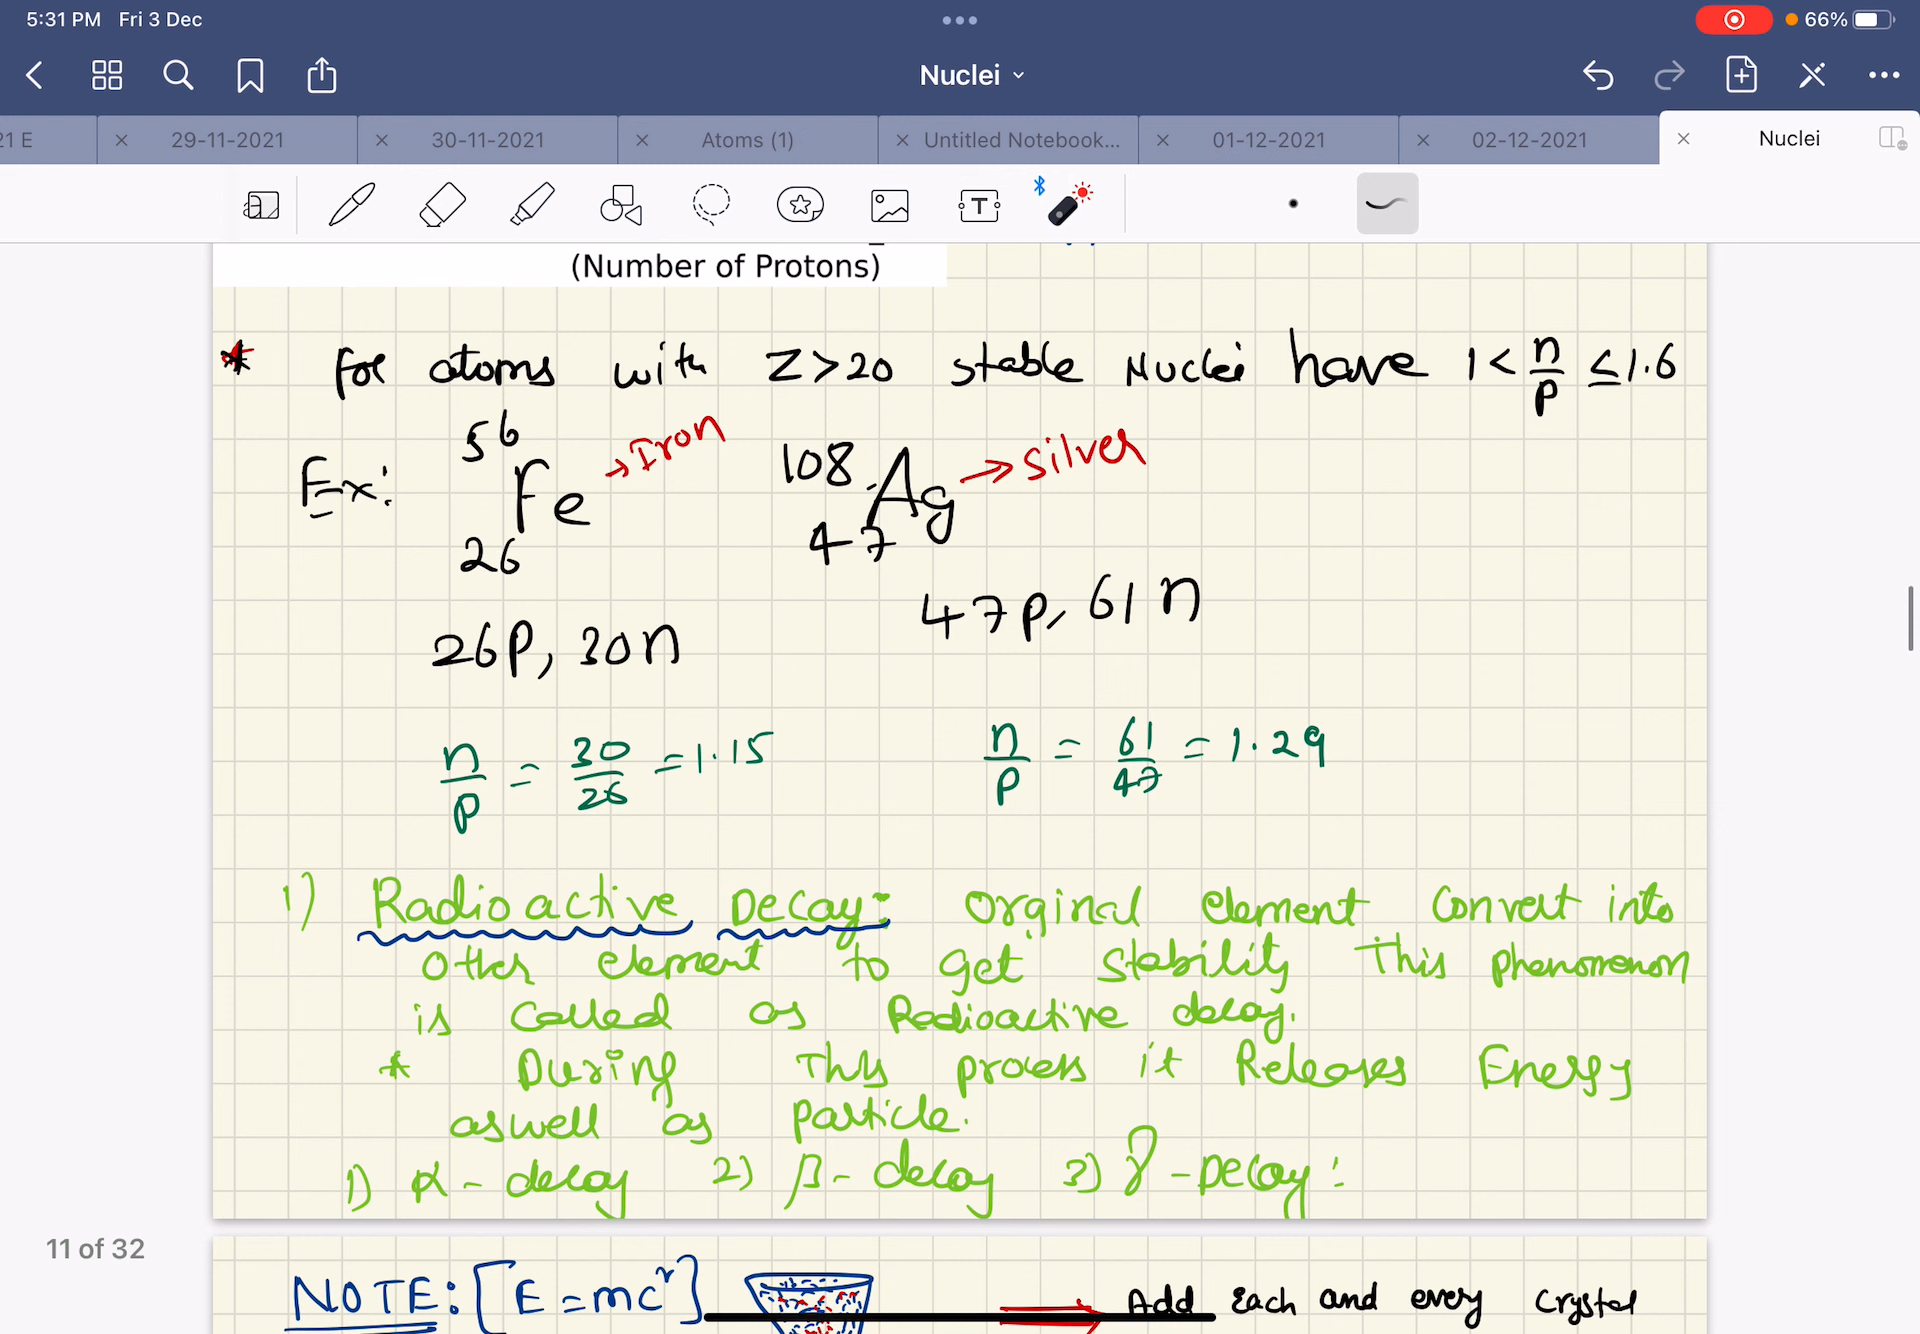 5:31 PM Fri 3 Dec
66%
Nuclei
21 E
29-11-2021
30-11-2021
Atoms (1)
Untitled Notebook...
01-12-2021
02-12-2021
Nuclei
(Number of Protons)
* For atoms with Z>20 stable Nuclei have 1 < n/p ≤ 1.6
Ex: 56 Fe 26 → Iron 108 Ag 47 → Silver
26P, 30n 47P, 61n
n/p = 30/26 = 1.15 n/p = 61/47 = 1.29
1) Radioactive Decay: Orginal element Convert into
other element to get stability This phenomenon
is called as Radioactive decay.
* During This process it Releases Energy
aswell as particle.
1) α - decay 2) β - decay 3) γ - Decay :
11 of 32
NOTE: [E = mc²] Add Each and every Crystal